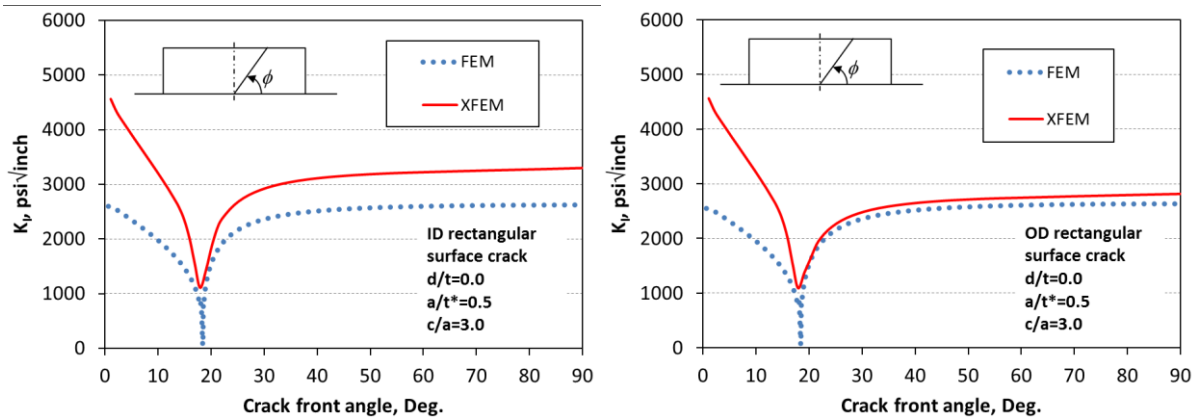 6000
5000
4000
3000
2000
1000
0
K_I, psi√inch
ϕ
FEM
XFEM
ID rectangular
surface crack
d/t=0.0
a/t*=0.5
c/a=3.0
0 10 20 30 40 50 60 70 80 90
Crack front angle, Deg.
6000
5000
4000
3000
2000
1000
0
K_I, psi√inch
ϕ
FEM
XFEM
OD rectangular
surface crack
d/t=0.0
a/t*=0.5
c/a=3.0
0 10 20 30 40 50 60 70 80 90
Crack front angle, Deg.